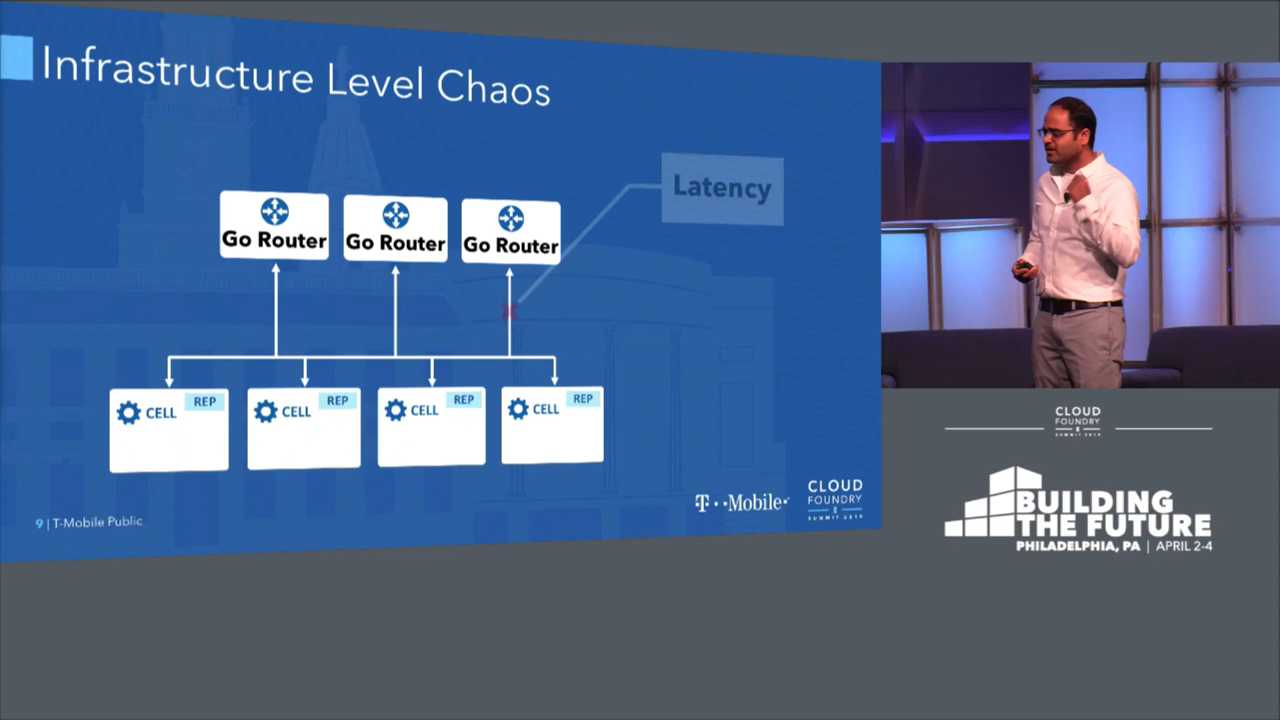 Infrastructure Level Chaos
Latency
Go Router
Go Router
Go Router
CELL
REP
CELL
REP
CELL
REP
CELL
REP
9 | T-Mobile Public
T • • Mobile •
CLOUD
FOUNDRY
SUMMIT 2019
CLOUD
FOUNDRY
SUMMIT 2019
BUILDING
THE FUTURE
PHILADELPHIA, PA | APRIL 2-4